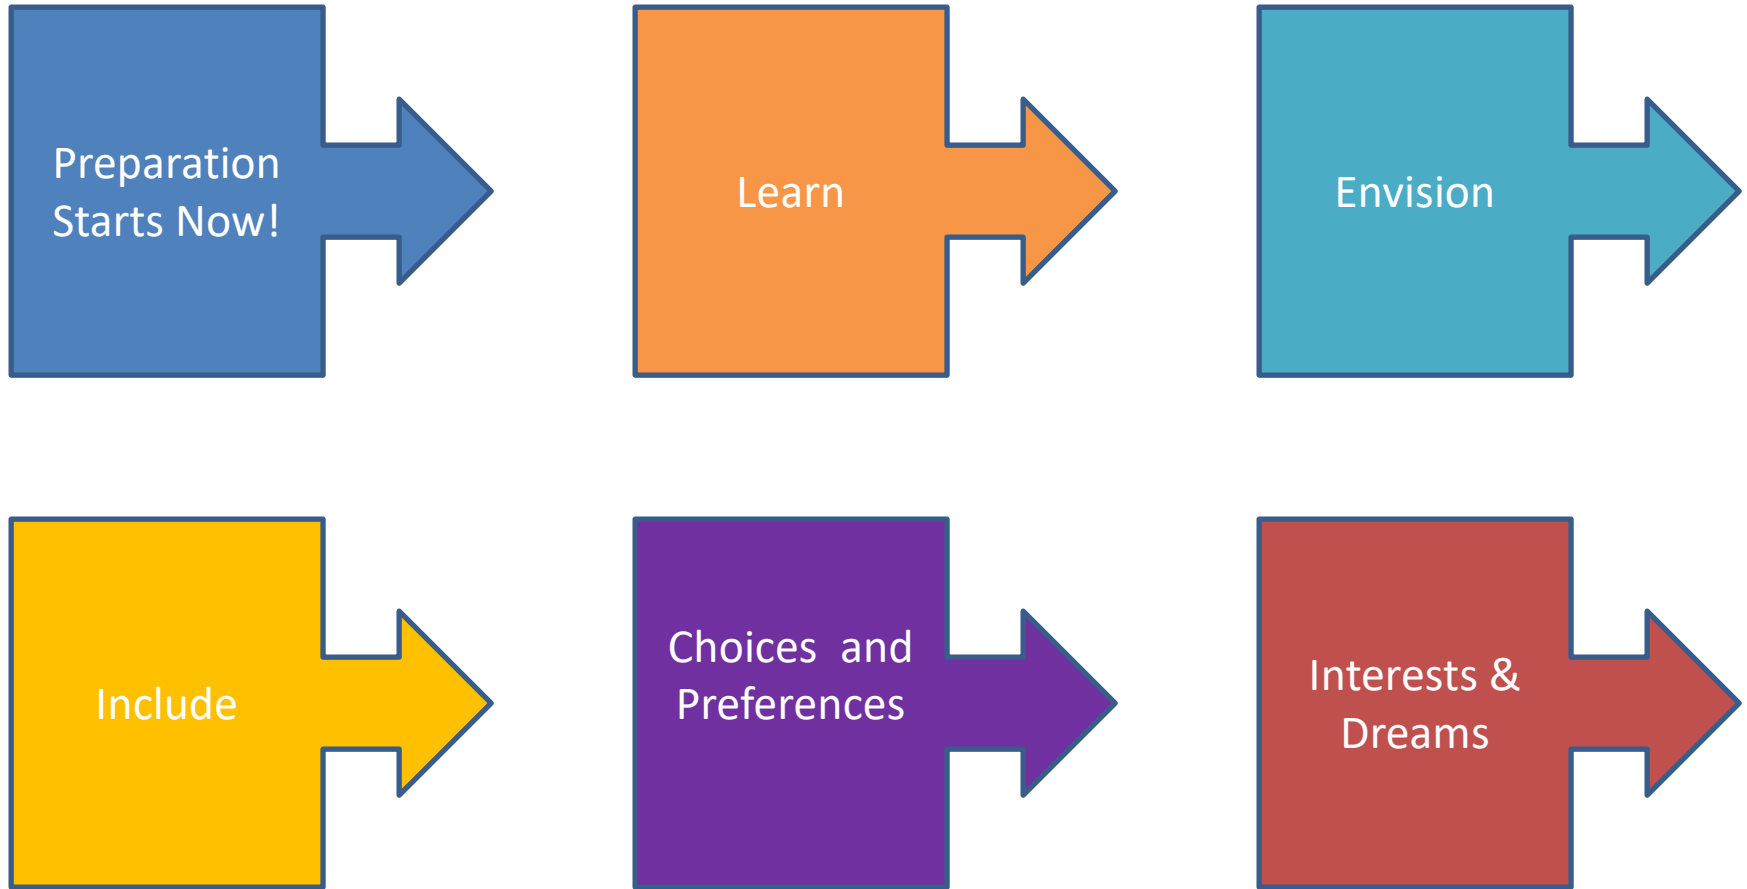 Preparation
Starts Now!
Learn
Envision
Include
Choices  and
Preferences
Interests &
Dreams